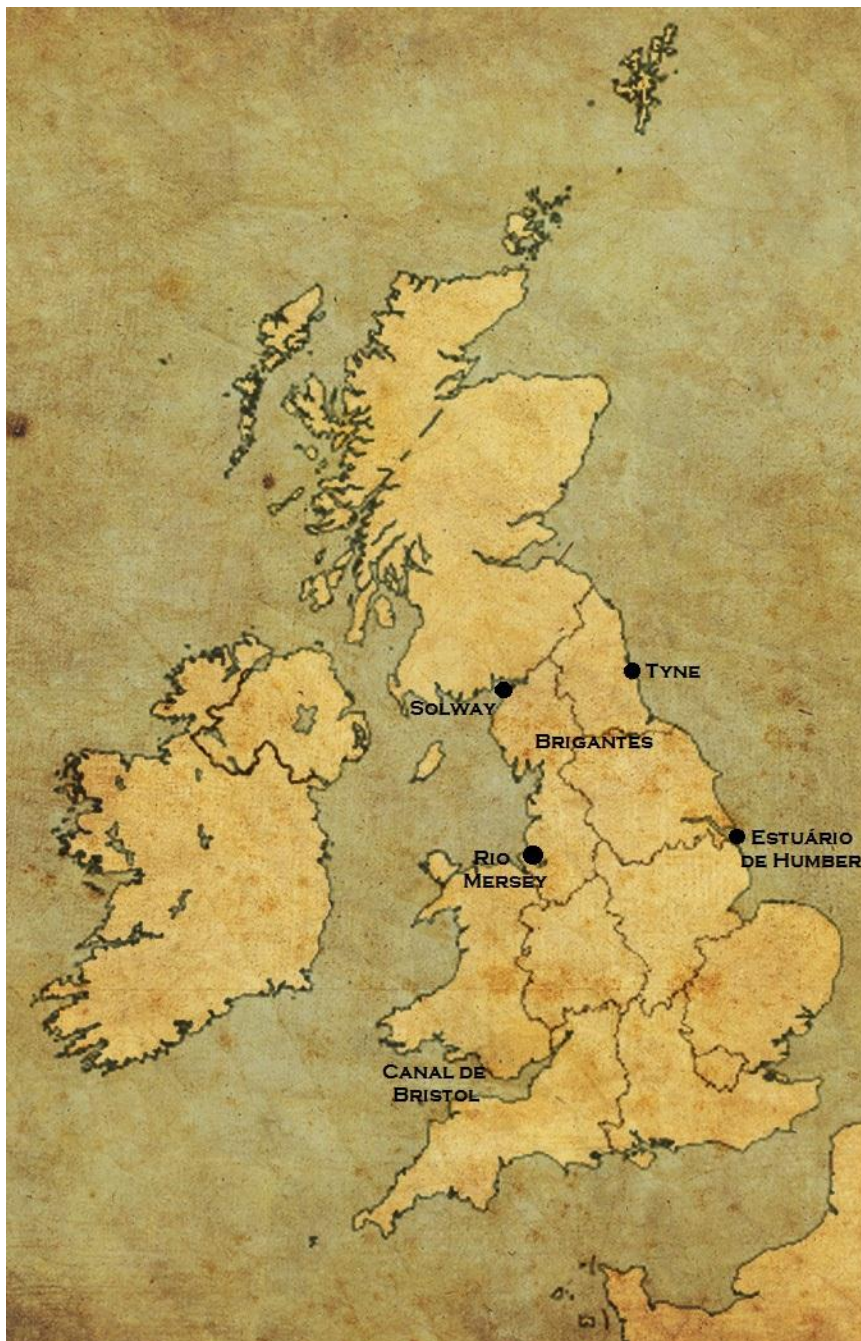 Tyne
Solway
Brigantes
Estuário
de Humber
Rio
Mersey
Canal de
Bristol